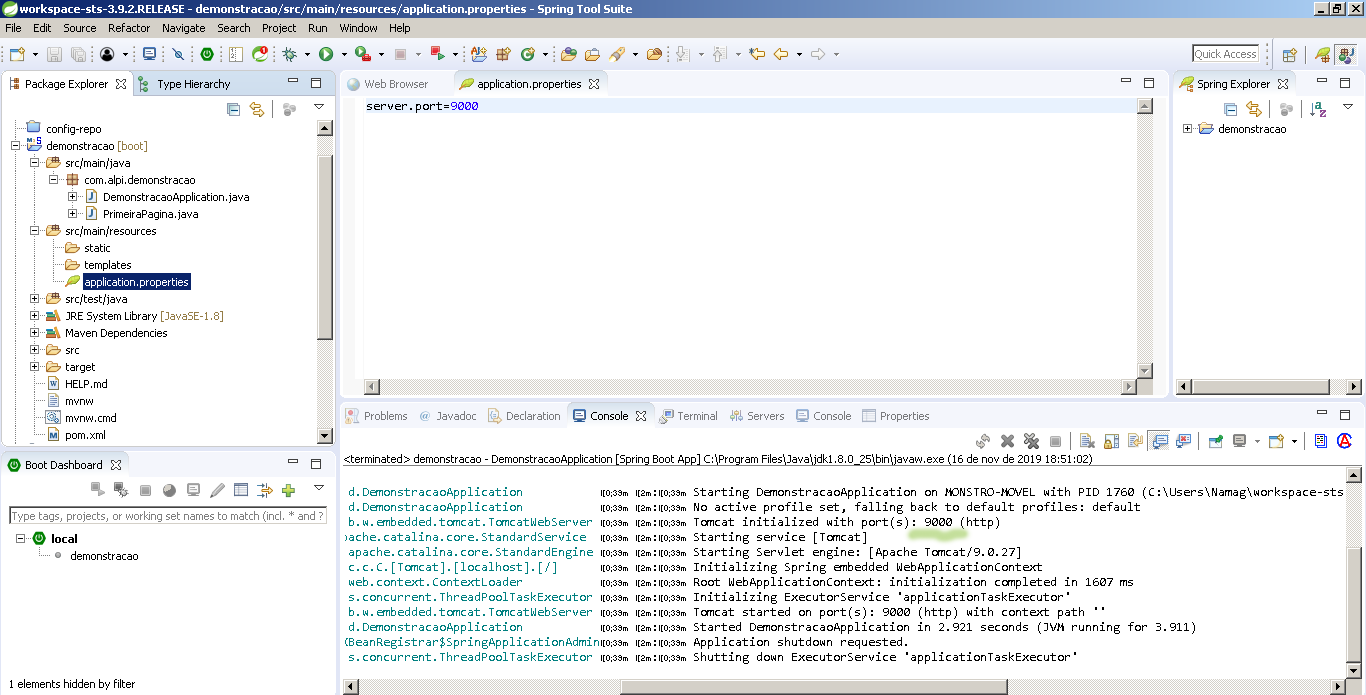 workspace-sts-3.9.2.RELEASE - demonstracao/src/main/resources/application.properties - Spring Tool Suite
File Edit Source Refactor Navigate Search Project Run Window Help
Quick Access
Package Explorer
Type Hierarchy
config-repo
demonstracao [boot]
src/main/java
com.alpi.demonstracao
DemonstracaoApplication.java
PrimeiraPagina.java
src/main/resources
static
templates
application.properties
src/test/java
JRE System Library [JavaSE-1.8]
Maven Dependencies
src
target
HELP.md
mvnw
mvnw.cmd
pom.xml
Web Browser
application.properties
server.port=9000
Spring Explorer
demonstracao
Boot Dashboard
Type tags, projects, or working set names to match (incl. * and ?
local
demonstracao
1 elements hidden by filter
Problems @ Javadoc Declaration Console Terminal Servers Console Properties
<terminated> demonstracao - DemonstracaoApplication [Spring Boot App] C:\Program Files\Java\jdk1.8.0_25\bin\javaw.exe (16 de nov de 2019 18:51:02)
d.DemonstracaoApplication [0;39m [2m:[0;39m Starting DemonstracaoApplication on MONSTRO-MOVEL with PID 1760 (C:\Users\Namag\workspace-sts
d.DemonstracaoApplication [0;39m [2m:[0;39m No active profile set, falling back to default profiles: default
b.w.embedded.tomcat.TomcatWebServer [0;39m [2m:[0;39m Tomcat initialized with port(s): 9000 (http)
ache.catalina.core.StandardService [0;39m [2m:[0;39m Starting service [Tomcat]
apache.catalina.core.StandardEngine [0;39m [2m:[0;39m Starting Servlet engine: [Apache Tomcat/9.0.27]
c.c.C.[Tomcat].[localhost].[/] [0;39m [2m:[0;39m Initializing Spring embedded WebApplicationContext
web.context.ContextLoader [0;39m [2m:[0;39m Root WebApplicationContext: initialization completed in 1607 ms
s.concurrent.ThreadPoolTaskExecutor [0;39m [2m:[0;39m Initializing ExecutorService 'applicationTaskExecutor'
b.w.embedded.tomcat.TomcatWebServer [0;39m [2m:[0;39m Tomcat started on port(s): 9000 (http) with context path ''
d.DemonstracaoApplication [0;39m [2m:[0;39m Started DemonstracaoApplication in 2.921 seconds (JVM running for 3.911)
BeanRegistrar$SpringApplicationAdmin [0;39m [2m:[0;39m Application shutdown requested.
s.concurrent.ThreadPoolTaskExecutor [0;39m [2m:[0;39m Shutting down ExecutorService 'applicationTaskExecutor'